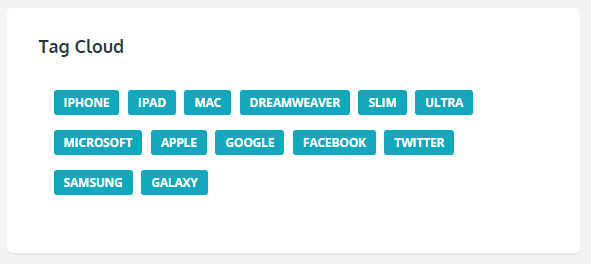 Tag Cloud
IPHONE IPAD MAC DREAMWEAVER SLIM ULTRA
MICROSOFT APPLE GOOGLE FACEBOOK TWITTER
SAMSUNG GALAXY